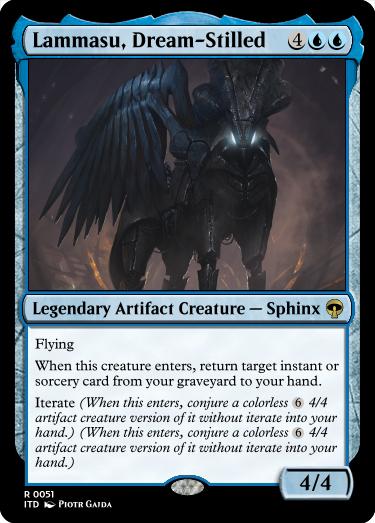 Lammasu, Dream-Stilled 4
Legendary Artifact Creature — Sphinx
Flying
When this creature enters, return target instant or
sorcery card from your graveyard to your hand.
Iterate (When this enters, conjure a colorless 6 4/4
artifact creature version of it without iterate into your
hand.) (When this enters, conjure a colorless 6 4/4
artifact creature version of it without iterate into your
hand.)
4/4
R 0051
ITD Piotr Gajda